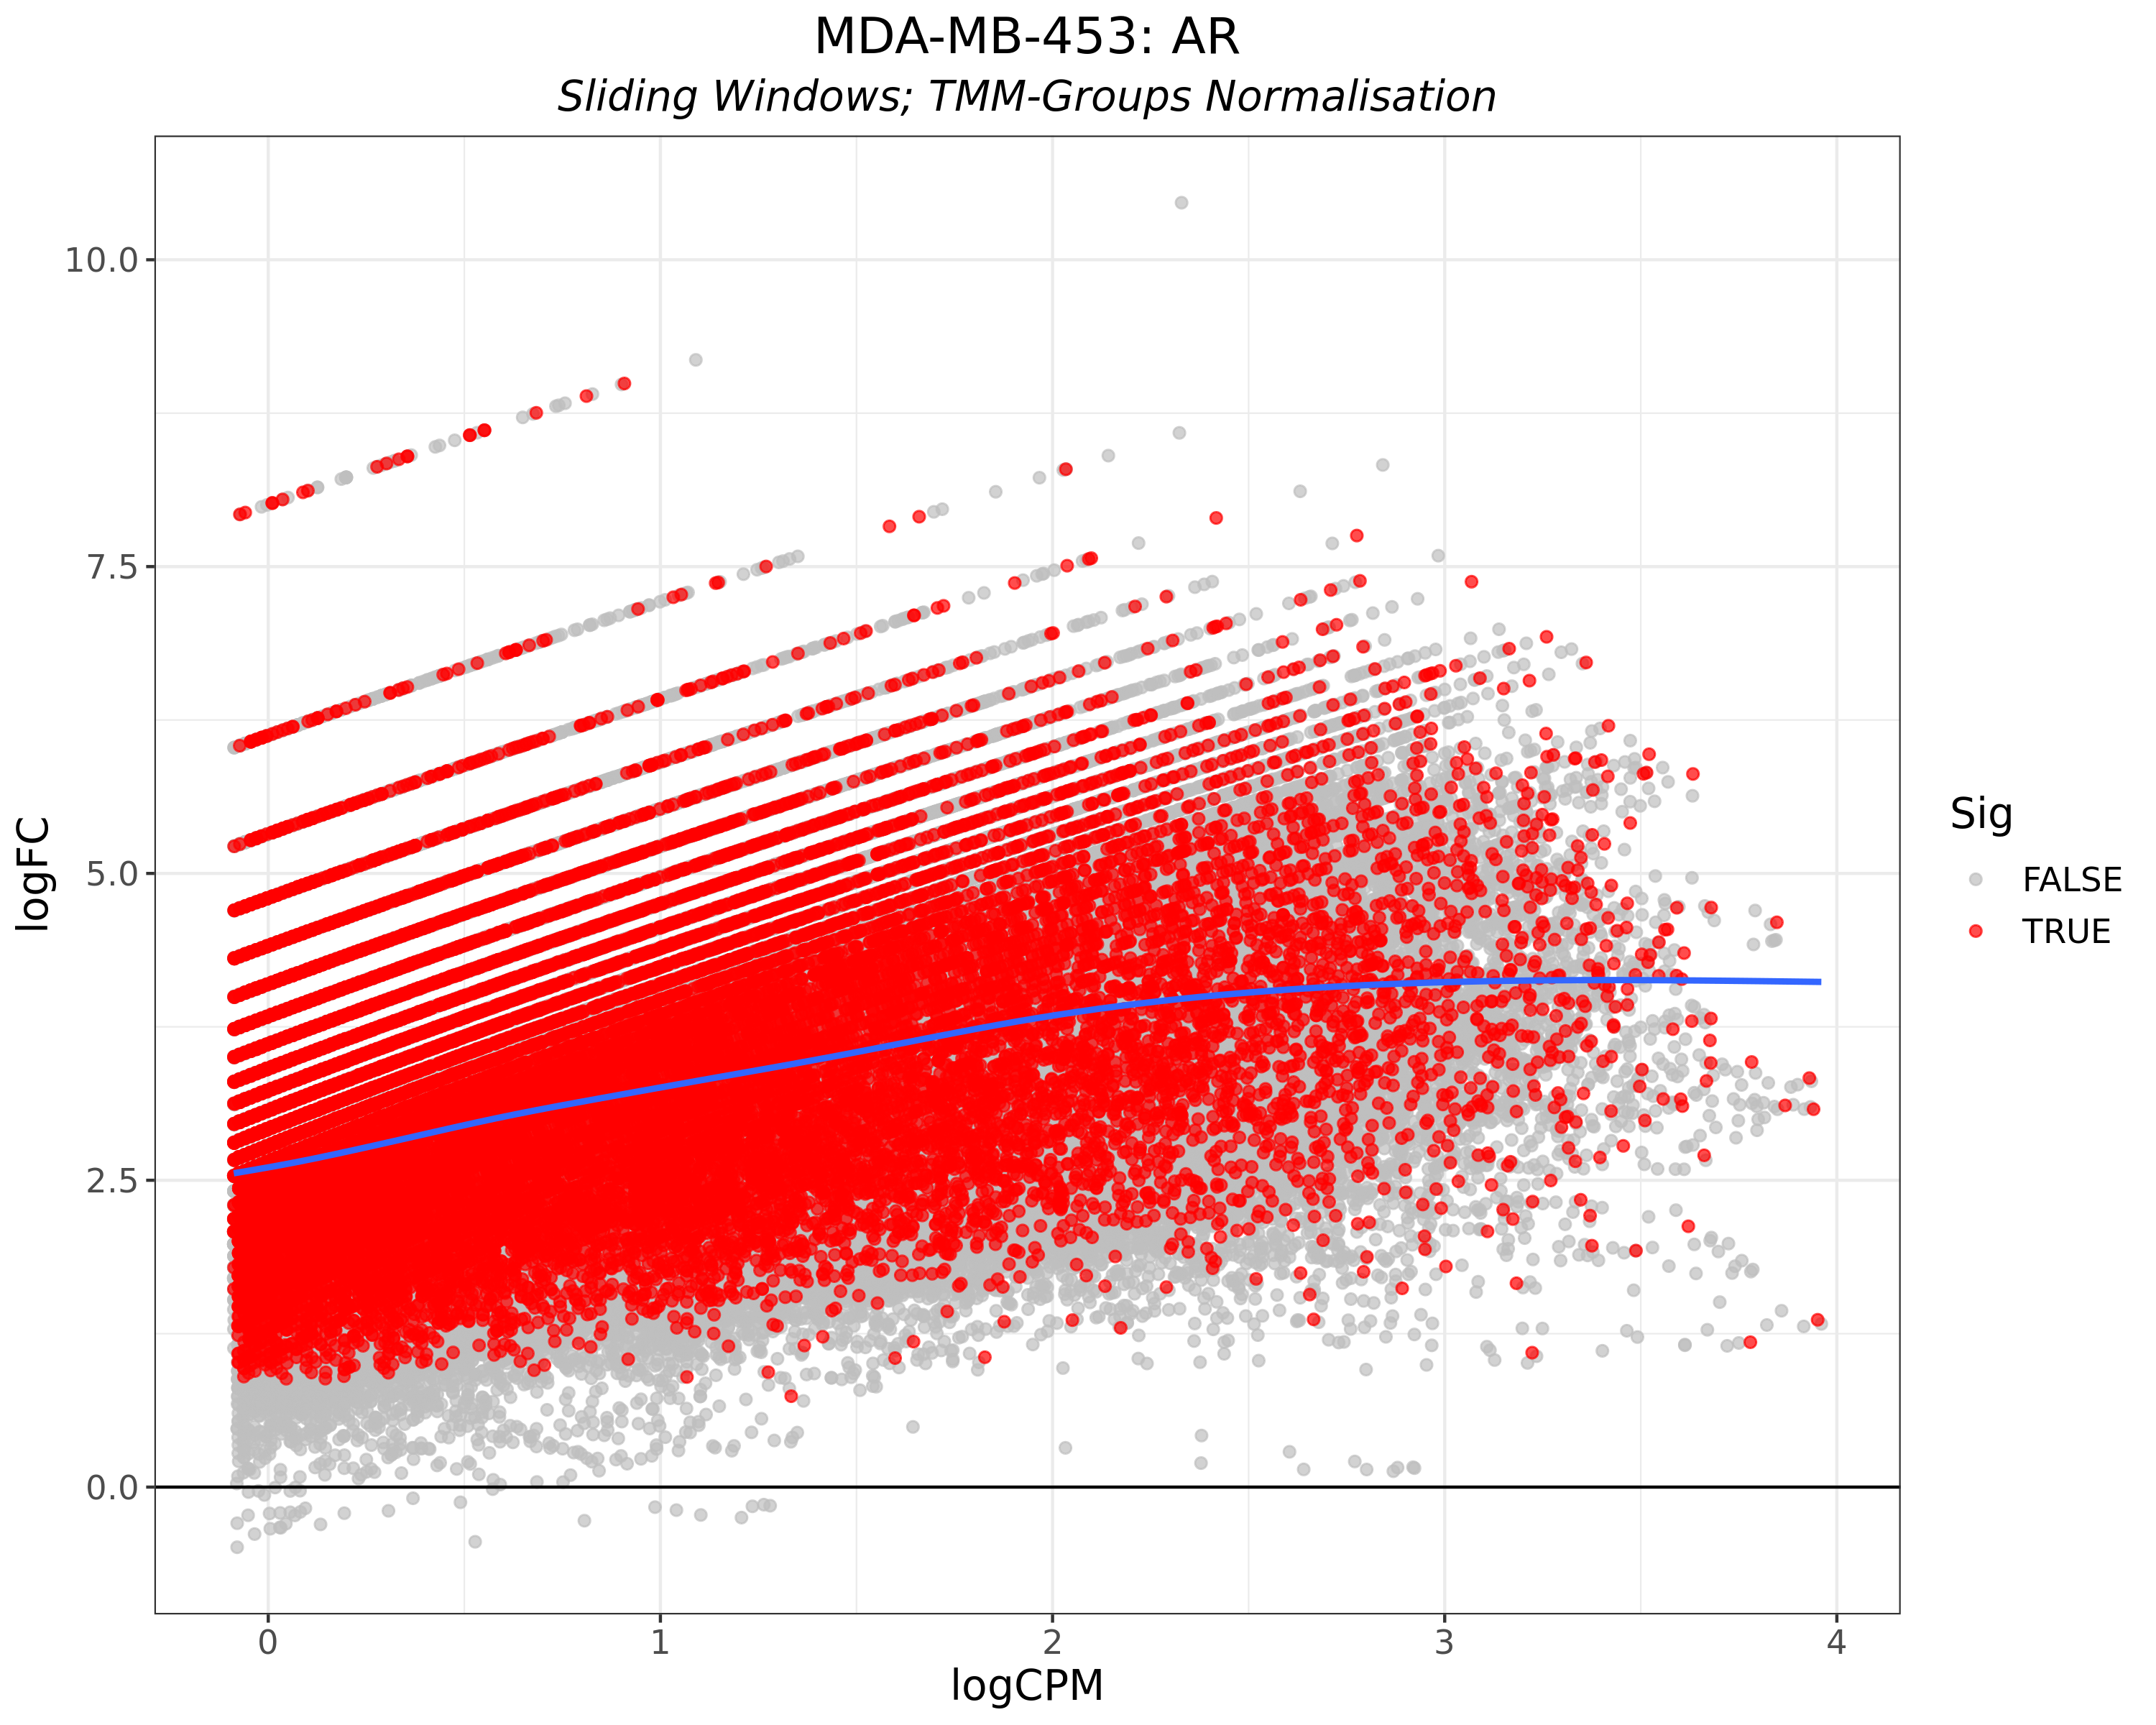 MDA-MB-453: AR
Sliding Windows; TMM-Groups Normalisation
10.0
7.5
5.0
2.5
0.0
logFC
0
1
2
3
4
logCPM
Sig
FALSE
TRUE